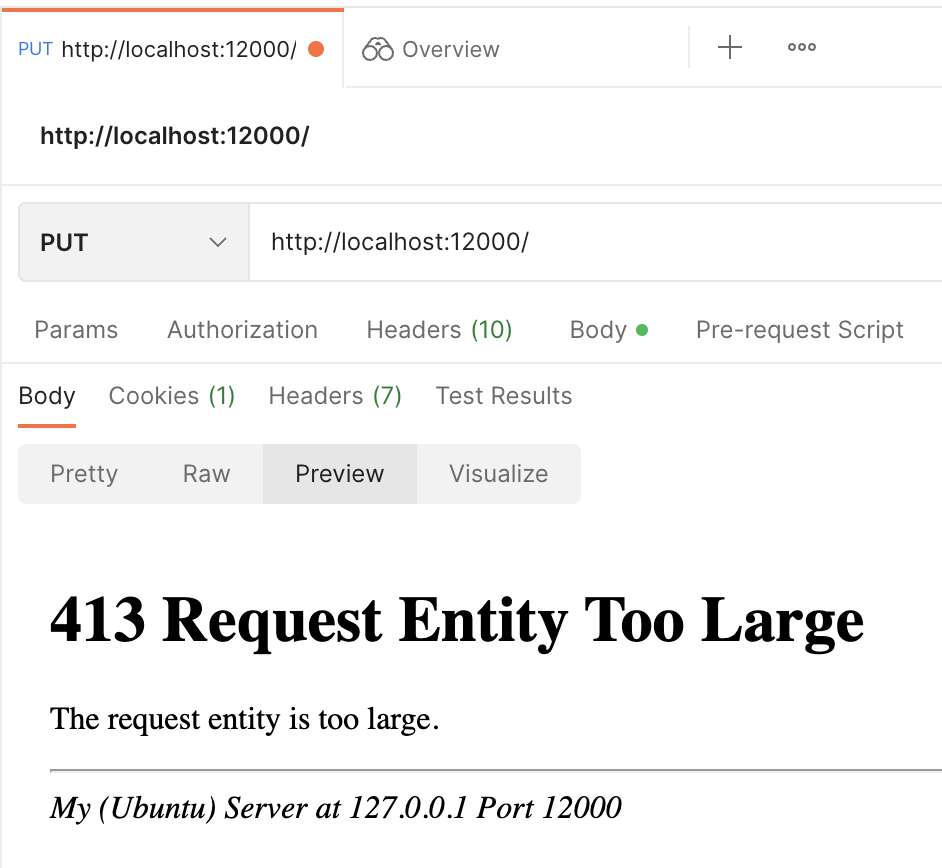 PUT http://localhost:12000/ Overview
http://localhost:12000/
PUT http://localhost:12000/
Params Authorization Headers (10) Body Pre-request Script
Body Cookies (1) Headers (7) Test Results
Pretty Raw Preview Visualize
413 Request Entity Too Large
The request entity is too large.
My (Ubuntu) Server at 127.0.0.1 Port 12000